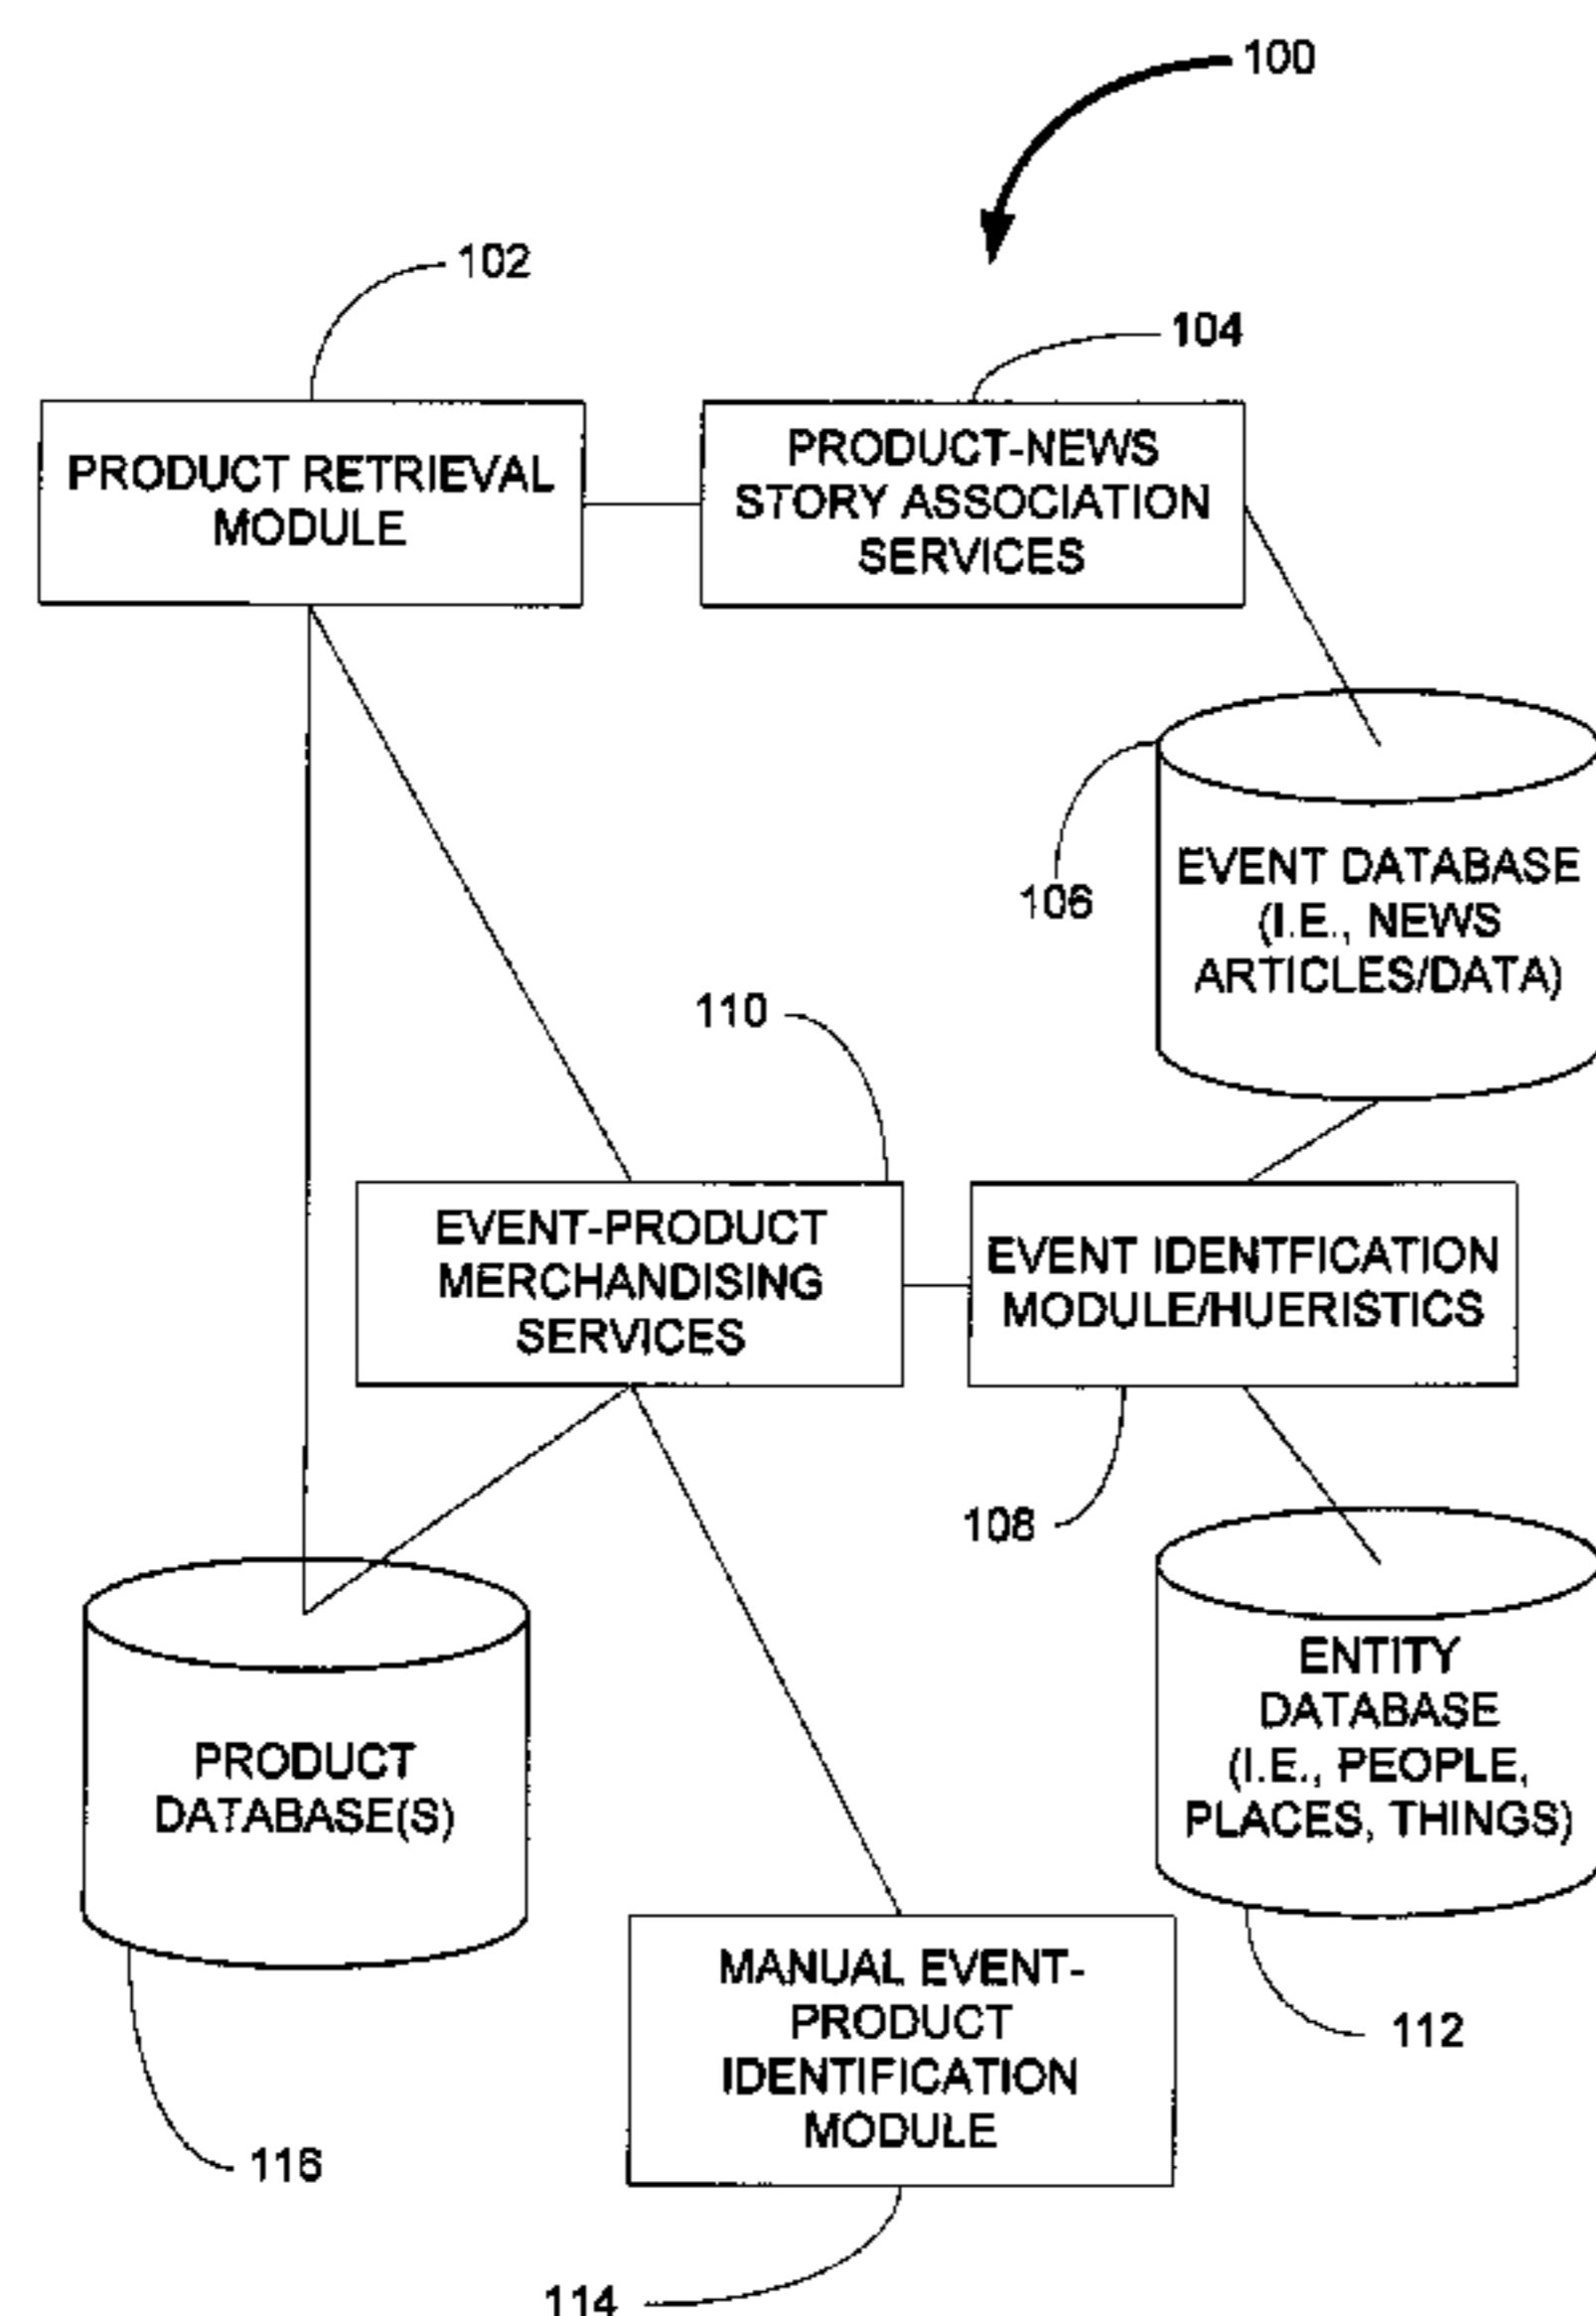 100
102
104
PRODUCT RETRIEVAL
MODULE
PRODUCT-NEWS
STORY ASSOCIATION
SERVICES
106
EVENT DATABASE
(I.E., NEWS
ARTICLES/DATA)
110
EVENT-PRODUCT
MERCHANDISING
SERVICES
EVENT IDENTFICATION
MODULE/HUERISTICS
108
PRODUCT
DATABASE(S)
ENTITY
DATABASE
(I.E., PEOPLE,
PLACES, THINGS)
MANUAL EVENT-
PRODUCT
IDENTIFICATION
MODULE
112
116
114